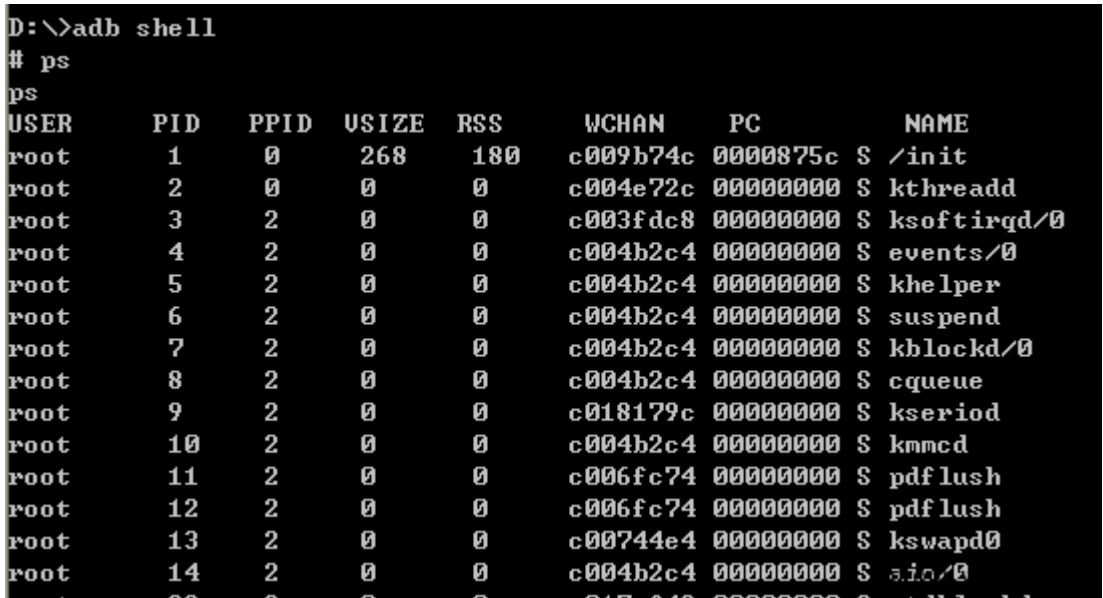 D:\>adb shell
# ps
ps
USER PID PPID VSIZE RSS WCHAN PC NAME
root 1 0 268 180 c009b74c 0000875c S /init
root 2 0 0 0 c004e72c 00000000 S kthreadd
root 3 2 0 0 c003fdc8 00000000 S ksoftirqd/0
root 4 2 0 0 c004b2c4 00000000 S events/0
root 5 2 0 0 c004b2c4 00000000 S khelper
root 6 2 0 0 c004b2c4 00000000 S suspend
root 7 2 0 0 c004b2c4 00000000 S kblockd/0
root 8 2 0 0 c004b2c4 00000000 S cqueue
root 9 2 0 0 c018179c 00000000 S kseriod
root 10 2 0 0 c004b2c4 00000000 S kmmcd
root 11 2 0 0 c006fc74 00000000 S pdflush
root 12 2 0 0 c006fc74 00000000 S pdflush
root 13 2 0 0 c00744e4 00000000 S kswapd0
root 14 2 0 0 c004b2c4 00000000 S aio/0